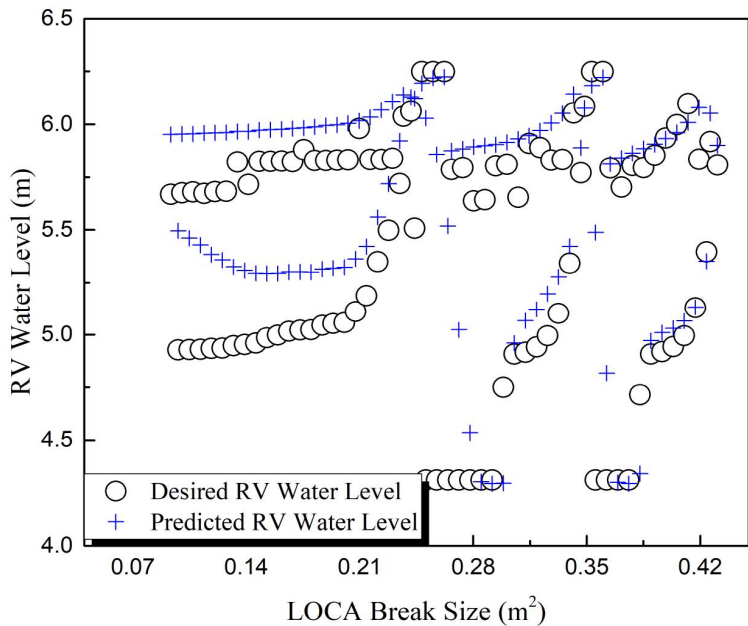 6.5
6.0
5.5
5.0
4.5
4.0
RV Water Level (m)
Desired RV Water Level
Predicted RV Water Level
0.07 0.14 0.21 0.28 0.35 0.42
LOCA Break Size (m²)